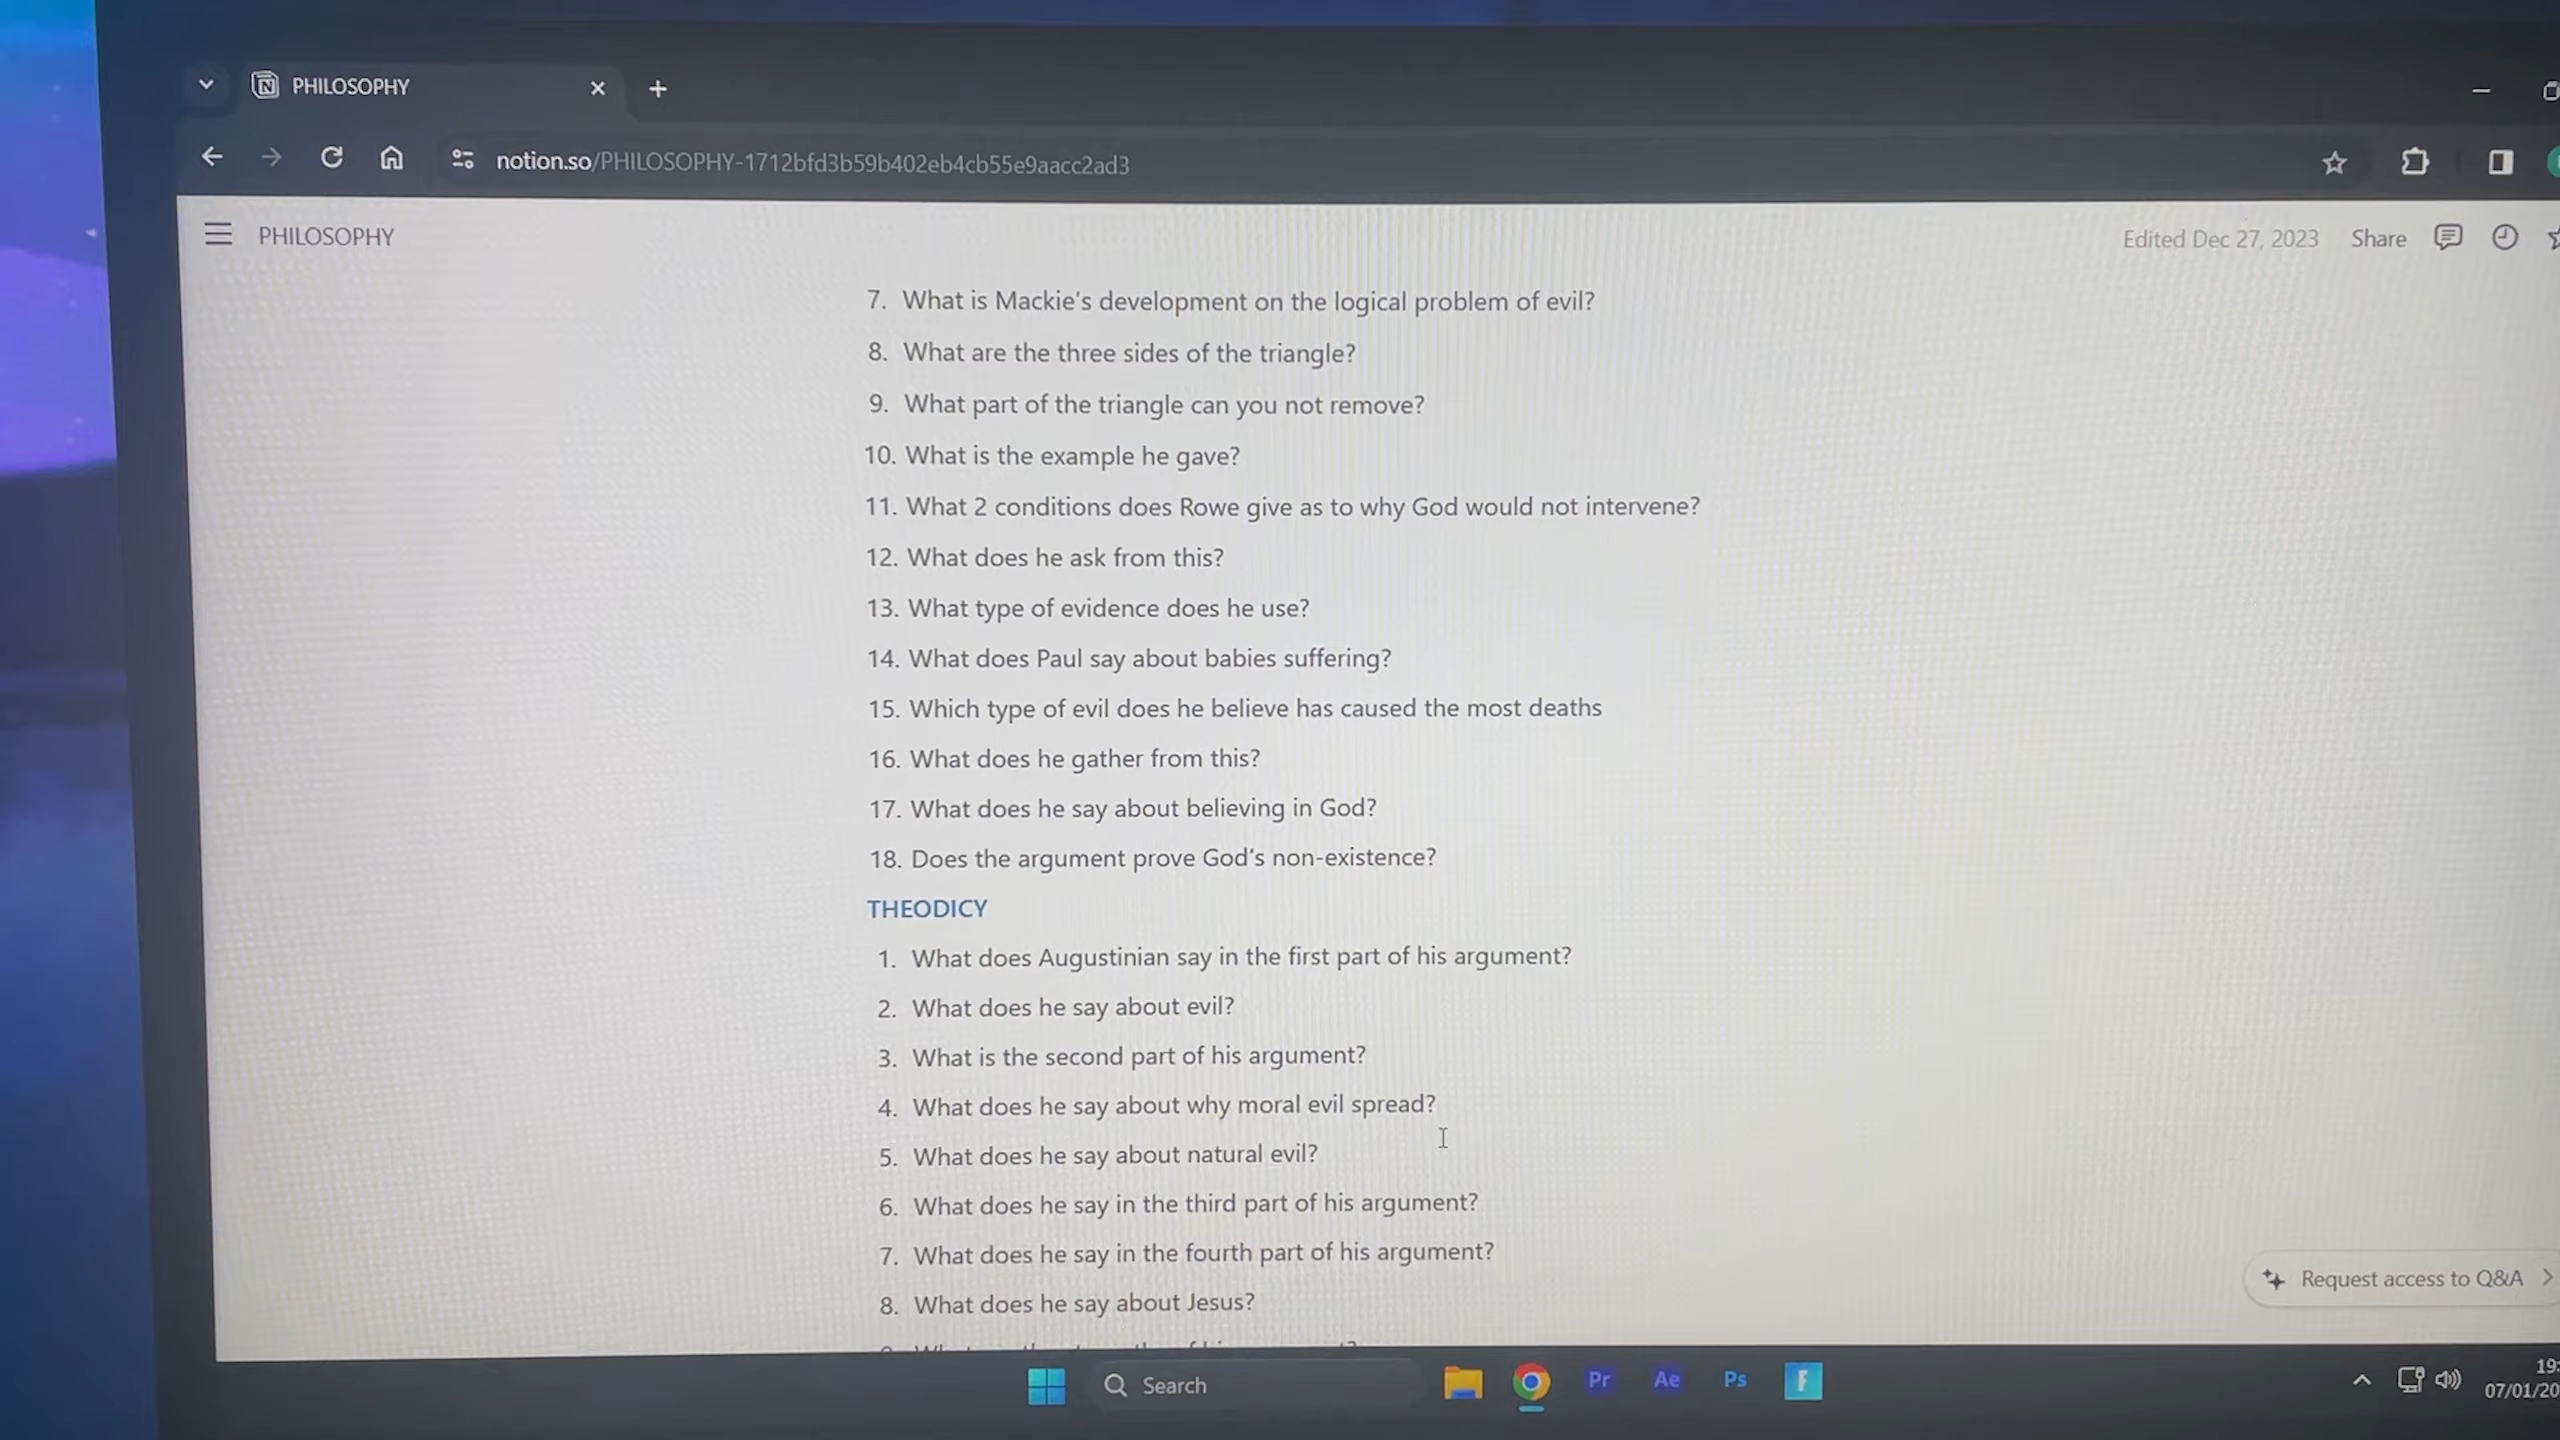 PHILOSOPHY
notion.so/PHILOSOPHY-1712bfd3b59b402eb4cb55e9aacc2ad3
PHILOSOPHY
Edited Dec 27, 2023 Share
7. What is Mackie's development on the logical problem of evil?
8. What are the three sides of the triangle?
9. What part of the triangle can you not remove?
10. What is the example he gave?
11. What 2 conditions does Rowe give as to why God would not intervene?
12. What does he ask from this?
13. What type of evidence does he use?
14. What does Paul say about babies suffering?
15. Which type of evil does he believe has caused the most deaths
16. What does he gather from this?
17. What does he say about believing in God?
18. Does the argument prove God's non-existence?
THEODICY
1. What does Augustinian say in the first part of his argument?
2. What does he say about evil?
3. What is the second part of his argument?
4. What does he say about why moral evil spread?
5. What does he say about natural evil?
6. What does he say in the third part of his argument?
7. What does he say in the fourth part of his argument?
Request access to Q&A
8. What does he say about Jesus?
Search
Pr
Ae
Ps
F
19:
07/01/20